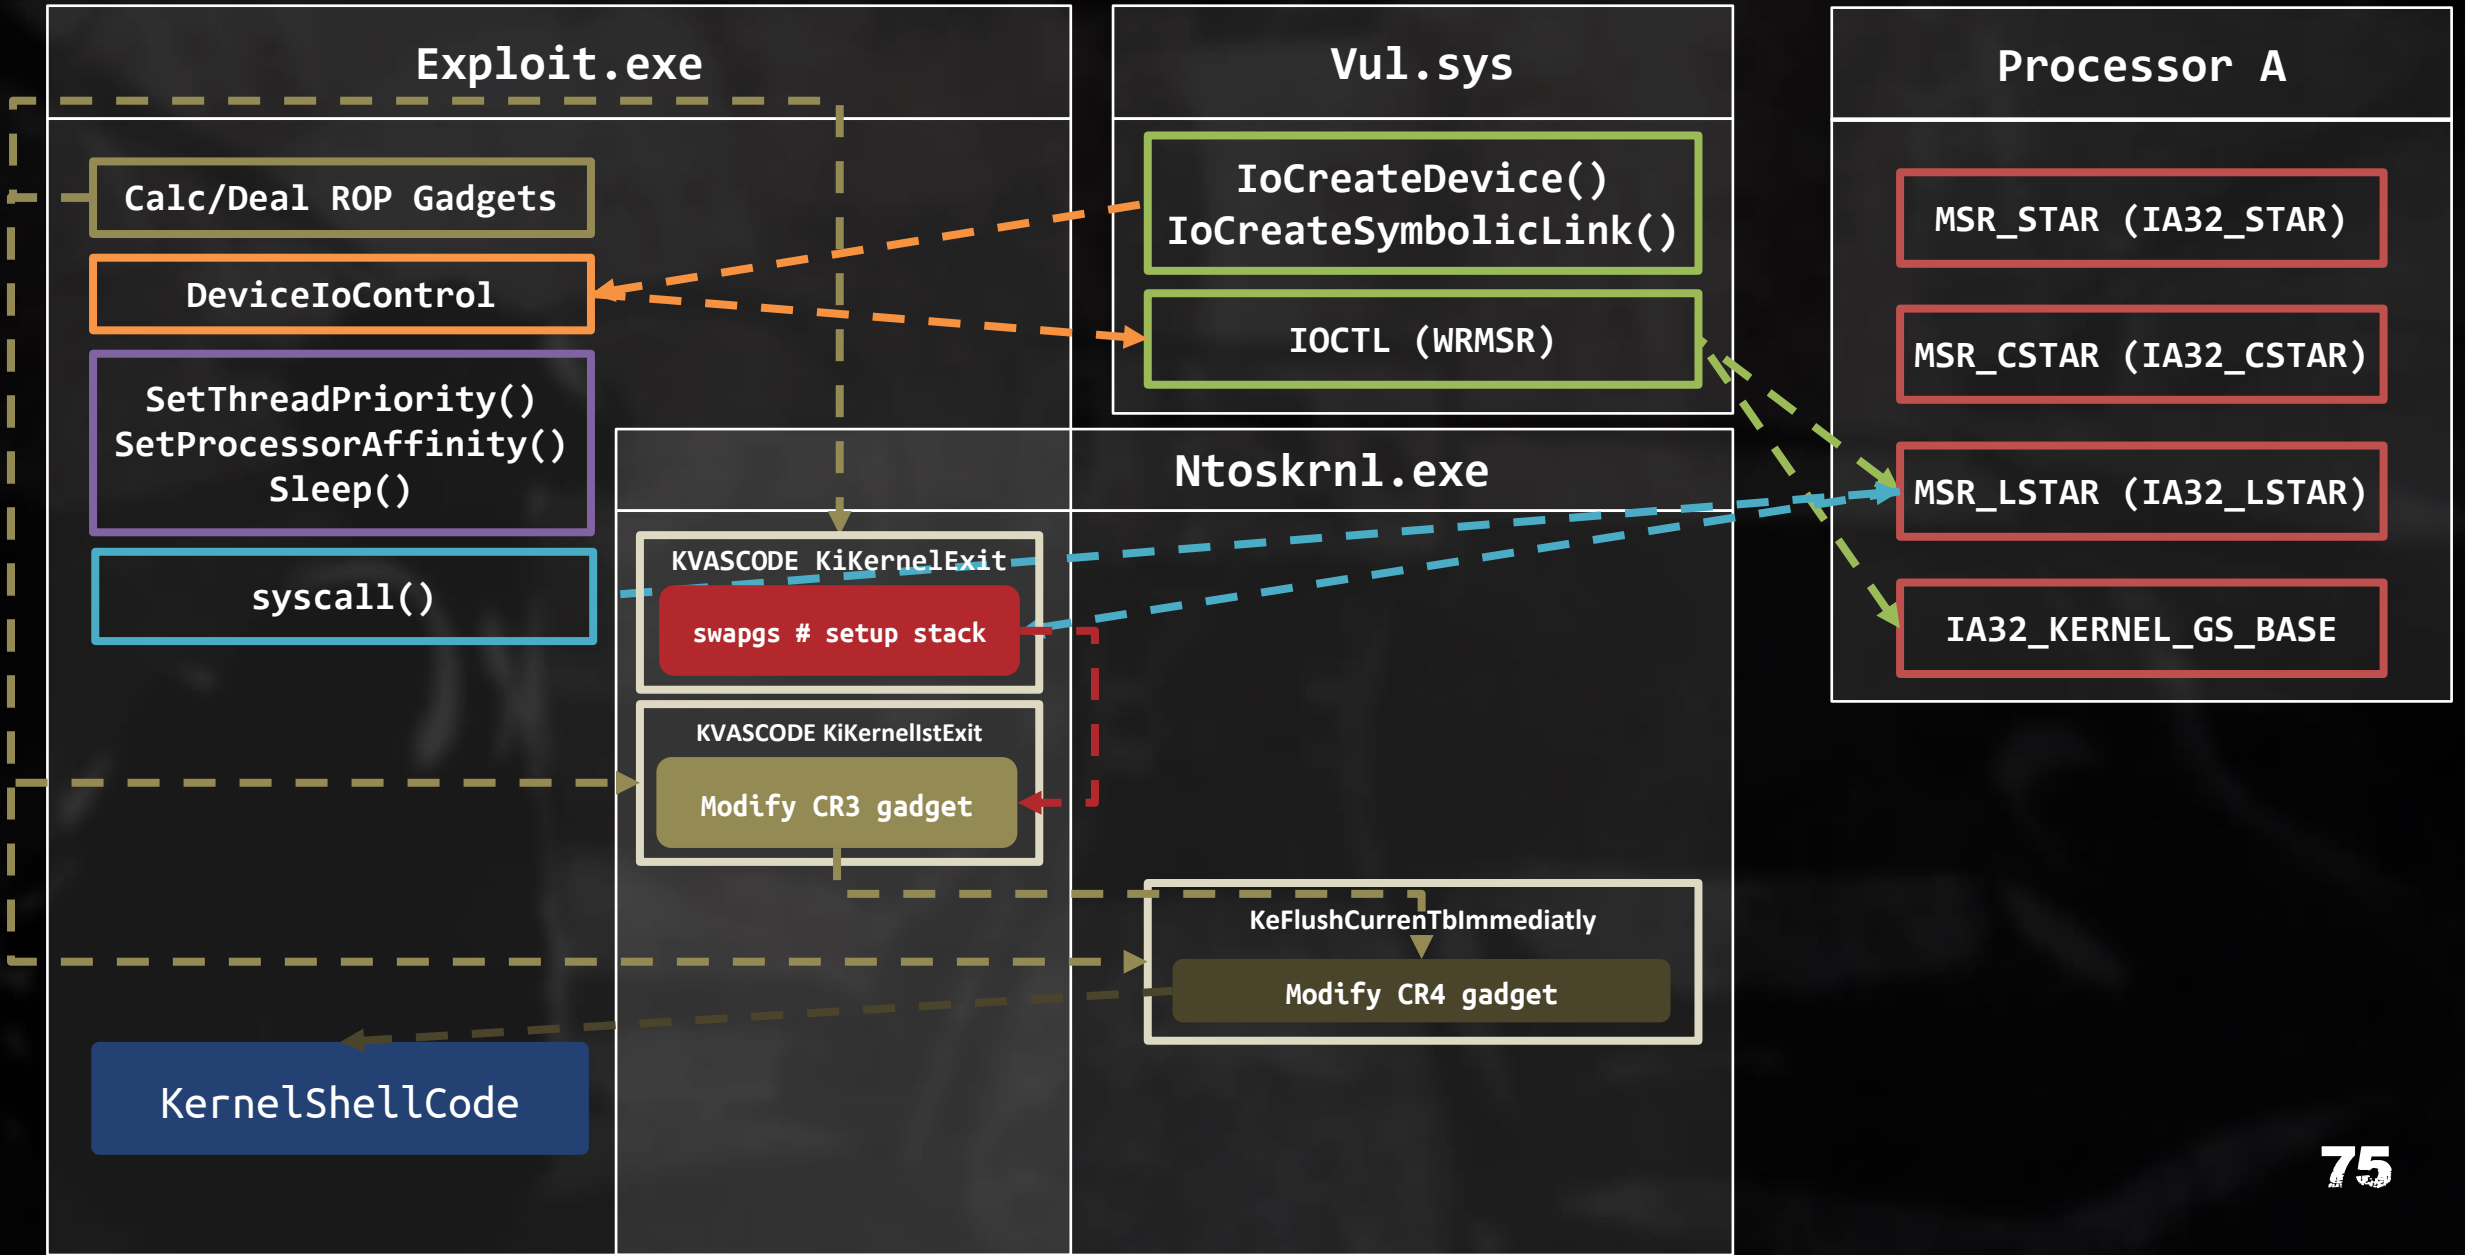 Exploit.exe
Calc/Deal ROP Gadgets
DeviceIoControl
SetThreadPriority()
SetProcessorAffinity()
Sleep()
syscall()
KernelShellCode
Vul.sys
IoCreateDevice()
IoCreateSymbolicLink()
IOCTL (WRMSR)
Ntoskrnl.exe
KVASCODE KiKernelExit
swapgs # setup stack
KVASCODE KiKernelIstExit
Modify CR3 gadget
KeFlushCurrenTbImmediatly
Modify CR4 gadget
Processor A
MSR_STAR (IA32_STAR)
MSR_CSTAR (IA32_CSTAR)
MSR_LSTAR (IA32_LSTAR)
IA32_KERNEL_GS_BASE
75